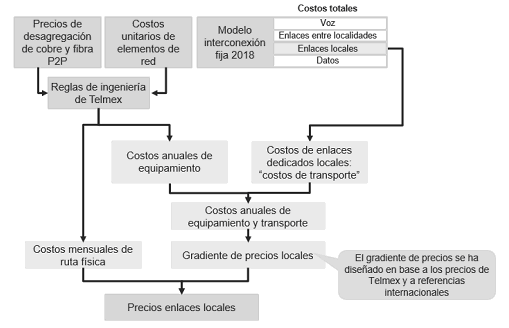 Costos totales
Precios de
desagregación
de cobre y fibra
P2P
Costos
unitarios de
elementos de
red
Modelo
interconexión
fija 2018
Voz
Enlaces entre localidades
Enlaces locales
Datos
Reglas de ingeniería
de Telmex
Costos anuales de
equipamiento
Costos de enlaces
dedicados locales:
“costos de transporte”
Costos anuales de
equipamiento y transporte
Costos mensuales de
ruta física
Gradiente de precios locales
El gradiente de precios se ha
diseñado en base a los precios de
Telmex y a referencias
internacionales
Precios enlaces locales